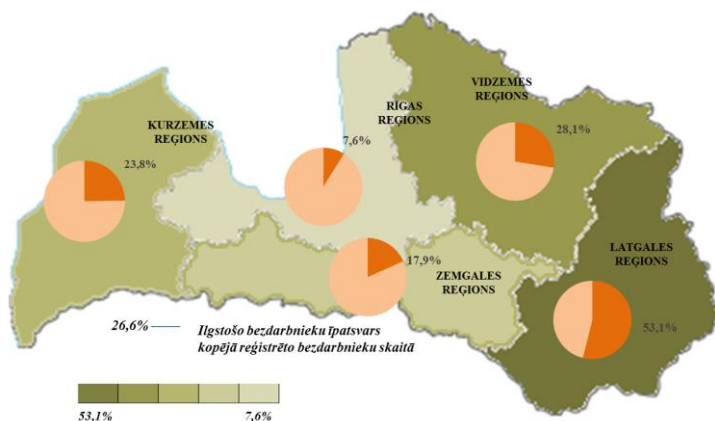 VIDZEMES
REĢIONS
28,1%
RĪGAS
REĢIONS
7,6%
KURZEMES
REĢIONS
23,8%
LATGALES
REĢIONS
53,1%
17,9%
ZEMGALES
REĢIONS
26,6%
Ilgstošo bezdarbnieku īpatsvars
kopējā reģistrēto bezdarbnieku skaitā
53,1%
7,6%